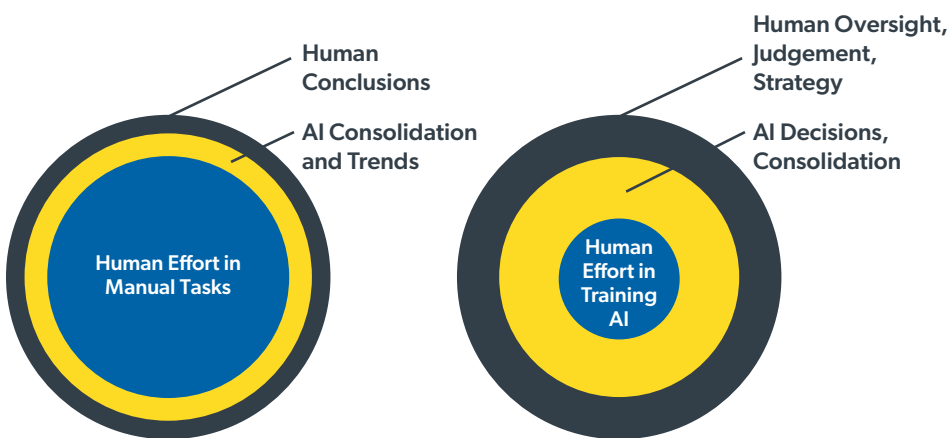 Human
Conclusions
AI Consolidation
and Trends
Human Effort in
Manual Tasks
Human Oversight,
Judgement,
Strategy
AI Decisions,
Consolidation
Human
Effort in
Training
AI